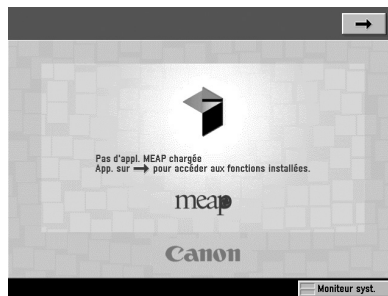 Pas d'appl. MEAP chargée
App. sur → pour accéder aux fonctions installées.
meap
Canon
Moniteur syst.